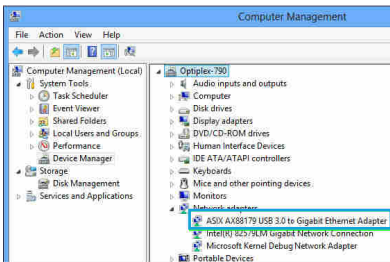 Computer Management
File Action View Help
Computer Management (Local)
System Tools
Task Scheduler
Event Viewer
Shared Folders
Local Users and Groups
Performance
Device Manager
Storage
Disk Management
Services and Applications
Optiplex-790
Audio inputs and outputs
Computer
Disk drives
Display adapters
DVD/CD-ROM drives
Human Interface Devices
IDE ATA/ATAPI controllers
Keyboards
Mice and other pointing devices
Monitors
Network adapters
ASIX AX88179 USB 3.0 to Gigabit Ethernet Adapter
Intel(R) 82579LM Gigabit Network Connection
Microsoft Kernel Debug Network Adapter
Portable Devices